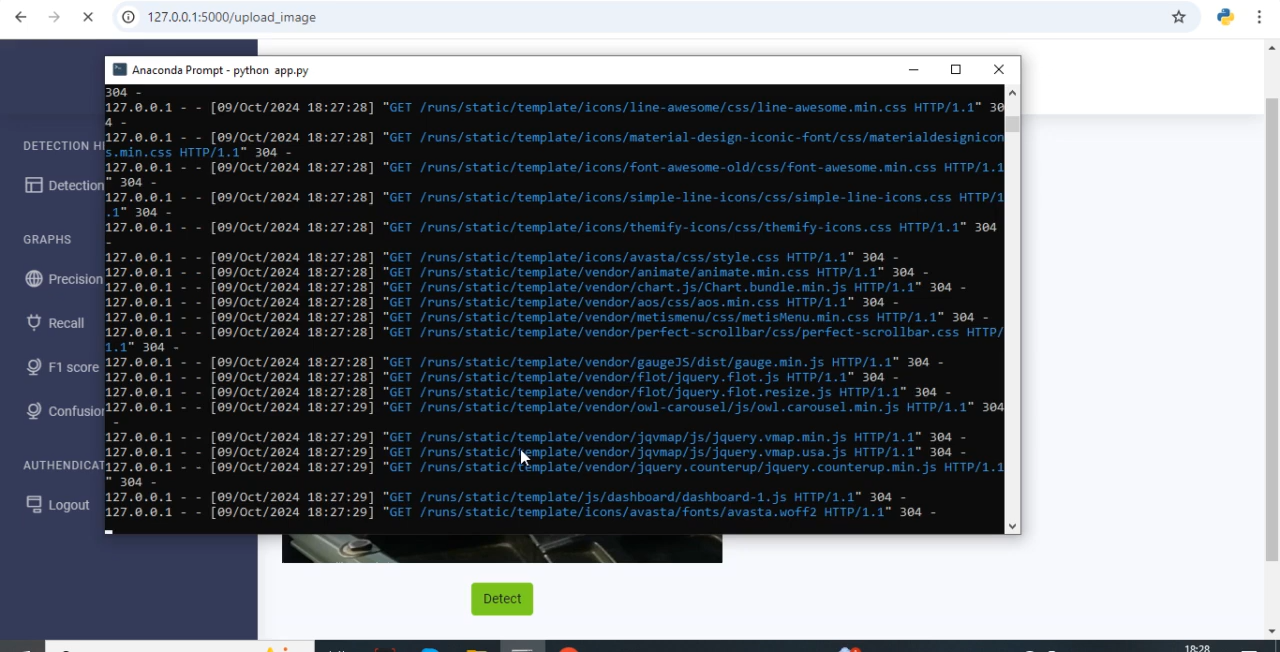 127.0.0.1:5000/upload_image
Anaconda Prompt - python app.py
304 -
127.0.0.1 - - [09/Oct/2024 18:27:28] "GET /runs/static/template/icons/line-awesome/css/line-awesome.min.css HTTP/1.1" 30
4 -
127.0.0.1 - - [09/Oct/2024 18:27:28] "GET /runs/static/template/icons/material-design-iconic-font/css/materialdesignicon
s.min.css HTTP/1.1" 304 -
127.0.0.1 - - [09/Oct/2024 18:27:28] "GET /runs/static/template/icons/font-awesome-old/css/font-awesome.min.css HTTP/1.1
" 304 -
127.0.0.1 - - [09/Oct/2024 18:27:28] "GET /runs/static/template/icons/simple-line-icons/css/simple-line-icons.css HTTP/1
.1" 304 -
127.0.0.1 - - [09/Oct/2024 18:27:28] "GET /runs/static/template/icons/themify-icons/css/themify-icons.css HTTP/1.1" 304
-
127.0.0.1 - - [09/Oct/2024 18:27:28] "GET /runs/static/template/icons/avasta/css/style.css HTTP/1.1" 304 -
127.0.0.1 - - [09/Oct/2024 18:27:28] "GET /runs/static/template/vendor/animate/animate.min.css HTTP/1.1" 304 -
127.0.0.1 - - [09/Oct/2024 18:27:28] "GET /runs/static/template/vendor/chart.js/Chart.bundle.min.js HTTP/1.1" 304 -
127.0.0.1 - - [09/Oct/2024 18:27:28] "GET /runs/static/template/vendor/aos/css/aos.min.css HTTP/1.1" 304 -
127.0.0.1 - - [09/Oct/2024 18:27:28] "GET /runs/static/template/vendor/metismenu/css/metisMenu.min.css HTTP/1.1" 304 -
127.0.0.1 - - [09/Oct/2024 18:27:28] "GET /runs/static/template/vendor/perfect-scrollbar/css/perfect-scrollbar.css HTTP/
1.1" 304 -
127.0.0.1 - - [09/Oct/2024 18:27:28] "GET /runs/static/template/vendor/gaugeJS/dist/gauge.min.js HTTP/1.1" 304 -
127.0.0.1 - - [09/Oct/2024 18:27:28] "GET /runs/static/template/vendor/flot/jquery.flot.js HTTP/1.1" 304 -
127.0.0.1 - - [09/Oct/2024 18:27:28] "GET /runs/static/template/vendor/flot/jquery.flot.resize.js HTTP/1.1" 304 -
127.0.0.1 - - [09/Oct/2024 18:27:29] "GET /runs/static/template/vendor/owl-carousel/js/owl.carousel.min.js HTTP/1.1" 304
-
127.0.0.1 - - [09/Oct/2024 18:27:29] "GET /runs/static/template/vendor/jqvmap/js/jquery.vmap.min.js HTTP/1.1" 304 -
127.0.0.1 - - [09/Oct/2024 18:27:29] "GET /runs/static/template/vendor/jqvmap/js/jquery.vmap.usa.js HTTP/1.1" 304 -
127.0.0.1 - - [09/Oct/2024 18:27:29] "GET /runs/static/template/vendor/jquery.counterup/jquery.counterup.min.js HTTP/1.1
" 304 -
127.0.0.1 - - [09/Oct/2024 18:27:29] "GET /runs/static/template/js/dashboard/dashboard-1.js HTTP/1.1" 304 -
127.0.0.1 - - [09/Oct/2024 18:27:29] "GET /runs/static/template/icons/avasta/fonts/avasta.woff2 HTTP/1.1" 304 -
DETECTION H
Detection
GRAPHS
Precision
Recall
F1 score
Confusion
AUTHENTICAT
Logout
Detect
18:28